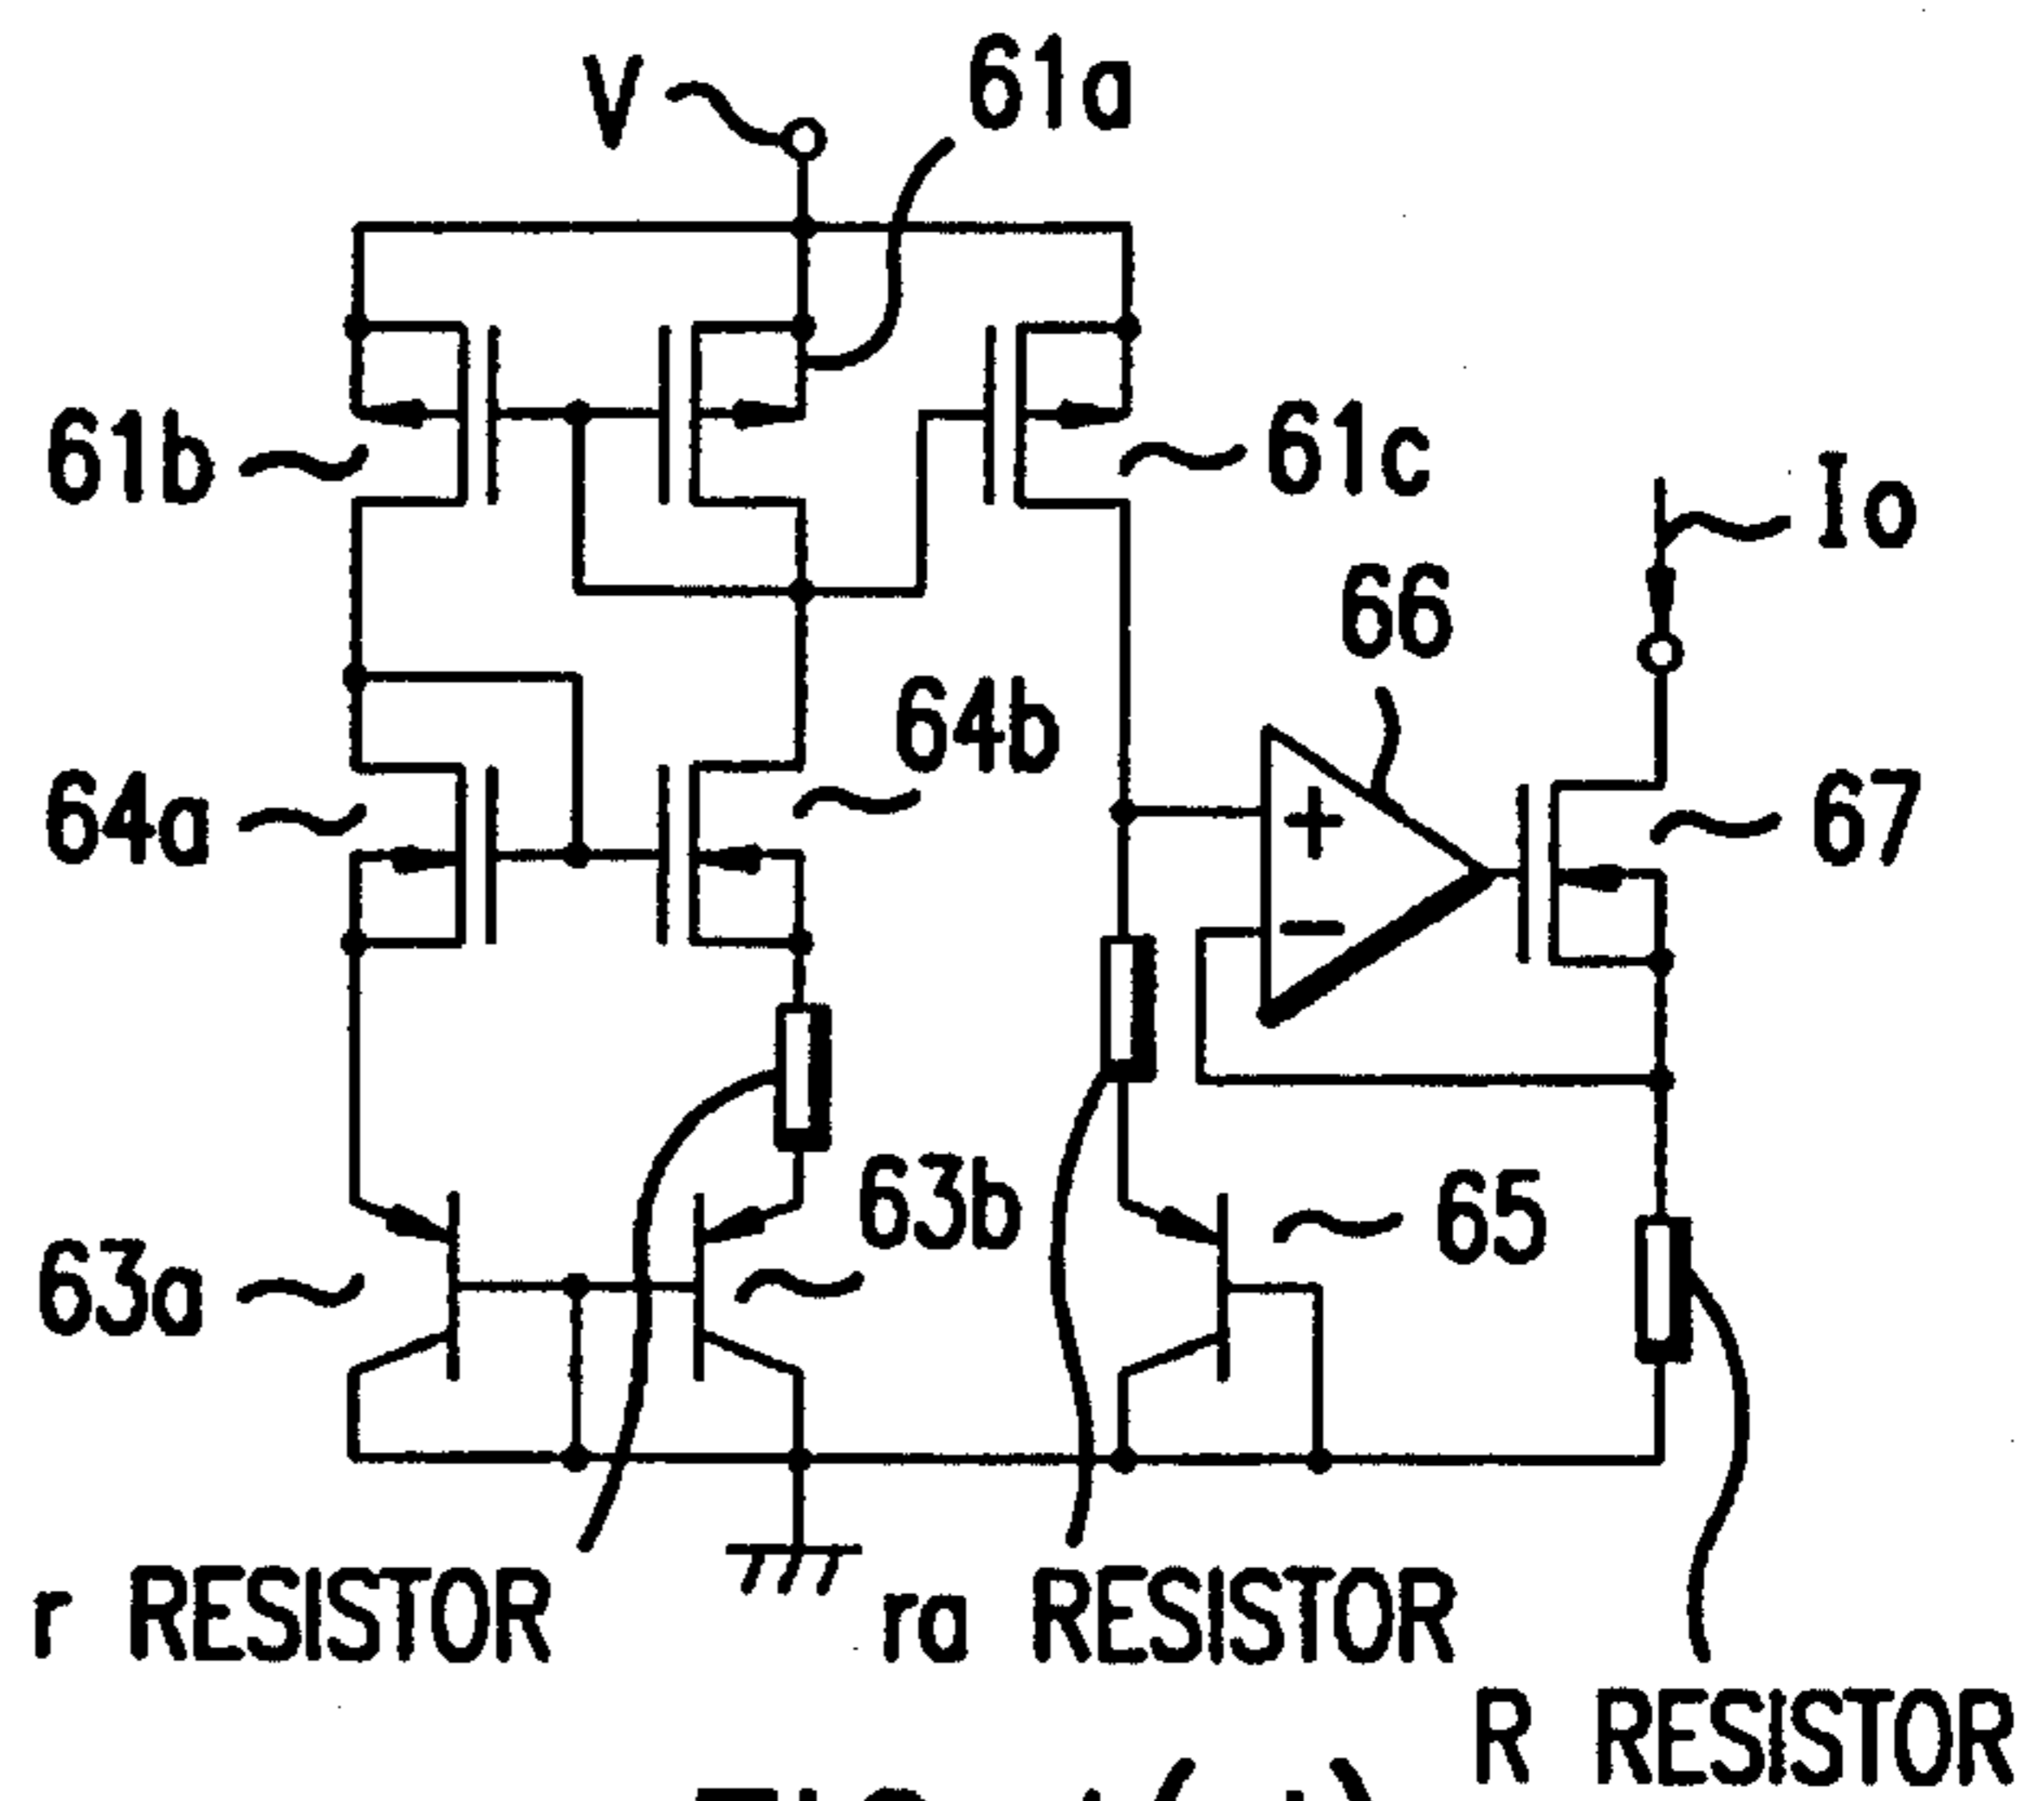 V
61a
61b
61c
Io
66
64b
64a
67
+
−
63b
65
63a
r RESISTOR
ra RESISTOR
R RESISTOR